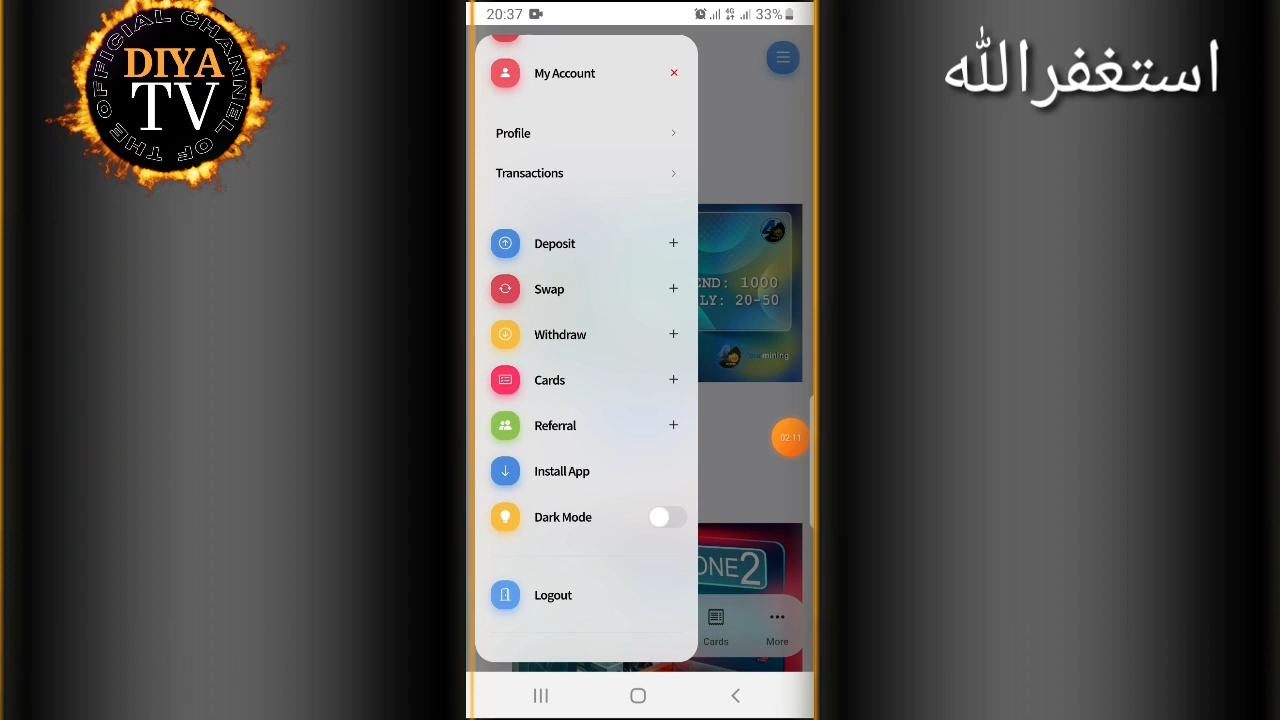 OFFICIAL CHANNEL OF THE
DIYA
TV
استغفرالله
20:37
4G
33%
My Account
Profile
Transactions
Deposit
Swap
Withdraw
Cards
Referral
Install App
Dark Mode
Logout
END: 1000
LY: 20-50
mining
02:11
ONE2
Cards
More